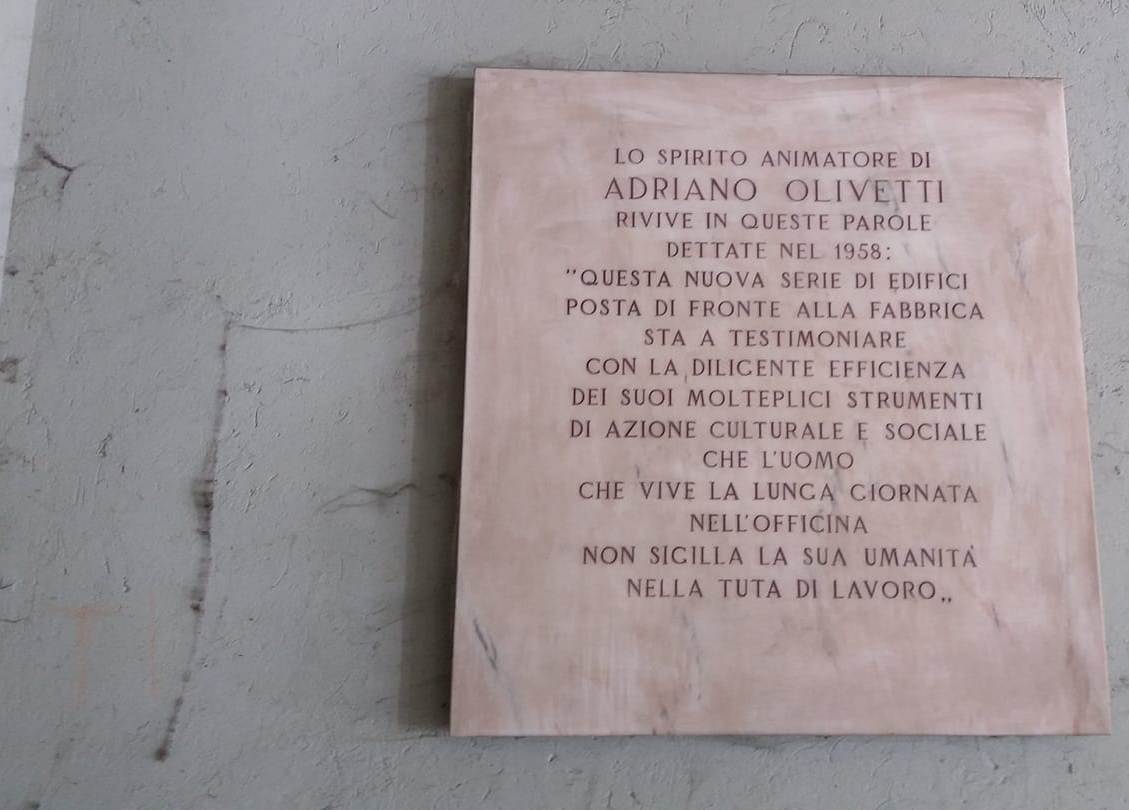 LO SPIRITO ANIMATORE DI
ADRIANO OLIVETTI
RIVIVE IN QUESTE PAROLE
DETTATE NEL 1958:
"QUESTA NUOVA SERIE DI EDIFICI
POSTA DI FRONTE ALLA FABBRICA
STA A TESTIMONIARE
CON LA DILIGENTE EFFICIENZA
DEI SUOI MOLTEPLICI STRUMENTI
DI AZIONE CULTURALE E SOCIALE
CHE L'UOMO
CHE VIVE LA LUNGA GIORNATA
NELL'OFFICINA
NON SIGILLA LA SUA UMANITA'
NELLA TUTA DI LAVORO„